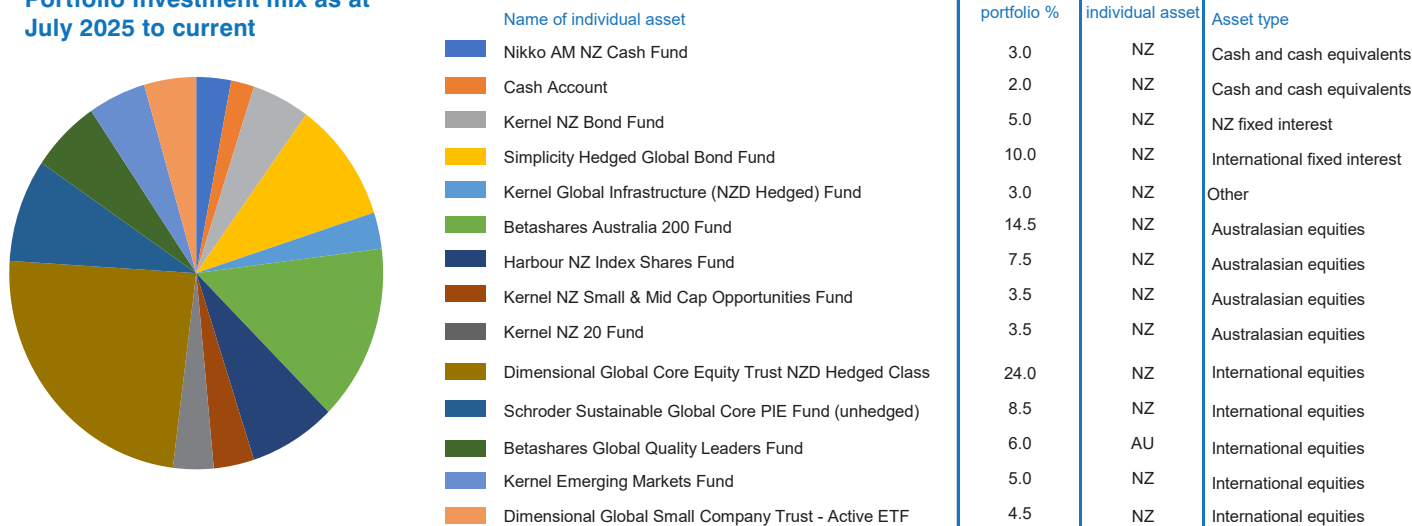 Portfolio investment mix as at
July 2025 to current
Name of individual asset portfolio % individual asset Asset type
Nikko AM NZ Cash Fund 3.0 NZ Cash and cash equivalents
Cash Account 2.0 NZ Cash and cash equivalents
Kernel NZ Bond Fund 5.0 NZ NZ fixed interest
Simplicity Hedged Global Bond Fund 10.0 NZ International fixed interest
Kernel Global Infrastructure (NZD Hedged) Fund 3.0 NZ Other
Betashares Australia 200 Fund 14.5 NZ Australasian equities
Harbour NZ Index Shares Fund 7.5 NZ Australasian equities
Kernel NZ Small & Mid Cap Opportunities Fund 3.5 NZ Australasian equities
Kernel NZ 20 Fund 3.5 NZ Australasian equities
Dimensional Global Core Equity Trust NZD Hedged Class 24.0 NZ International equities
Schroder Sustainable Global Core PIE Fund (unhedged) 8.5 NZ International equities
Betashares Global Quality Leaders Fund 6.0 AU International equities
Kernel Emerging Markets Fund 5.0 NZ International equities
Dimensional Global Small Company Trust - Active ETF 4.5 NZ International equities